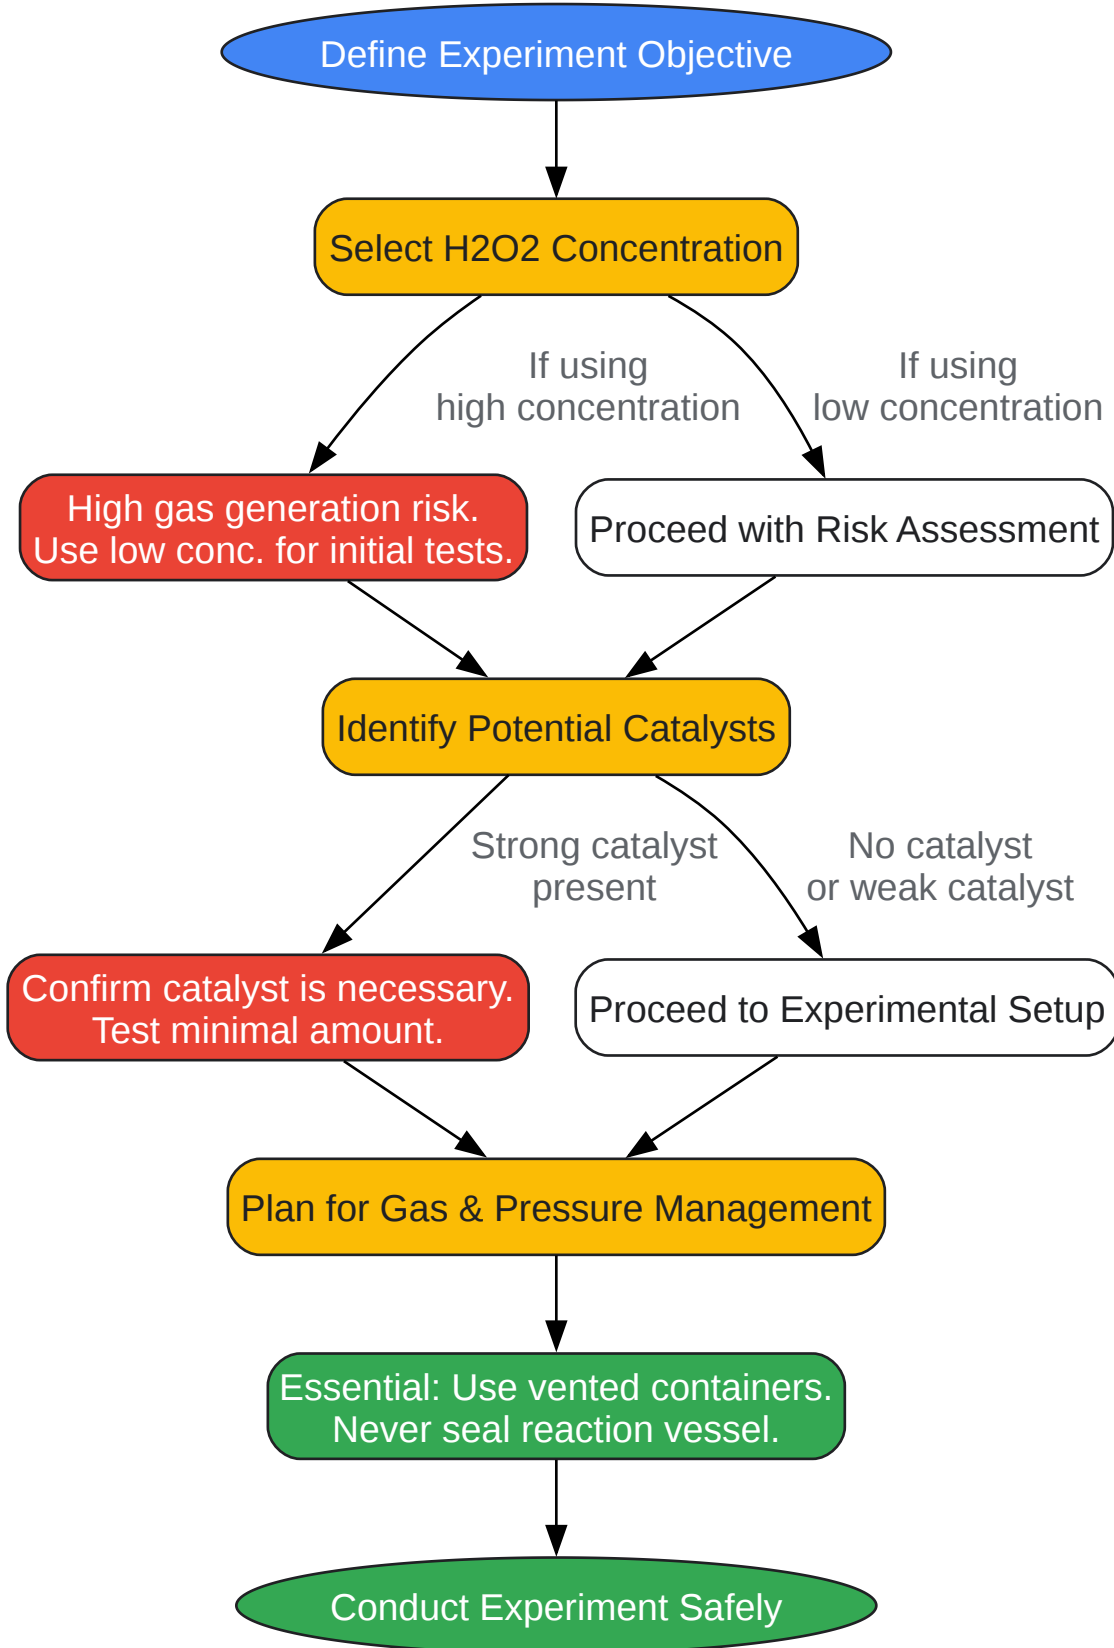 Define Experiment Objective
Select H2O2 Concentration
If using
high concentration
If using
low concentration
High gas generation risk.
Use low conc. for initial tests.
Proceed with Risk Assessment
Identify Potential Catalysts
Strong catalyst
present
No catalyst
or weak catalyst
Confirm catalyst is necessary.
Test minimal amount.
Proceed to Experimental Setup
Plan for Gas & Pressure Management
Essential: Use vented containers.
Never seal reaction vessel.
Conduct Experiment Safely